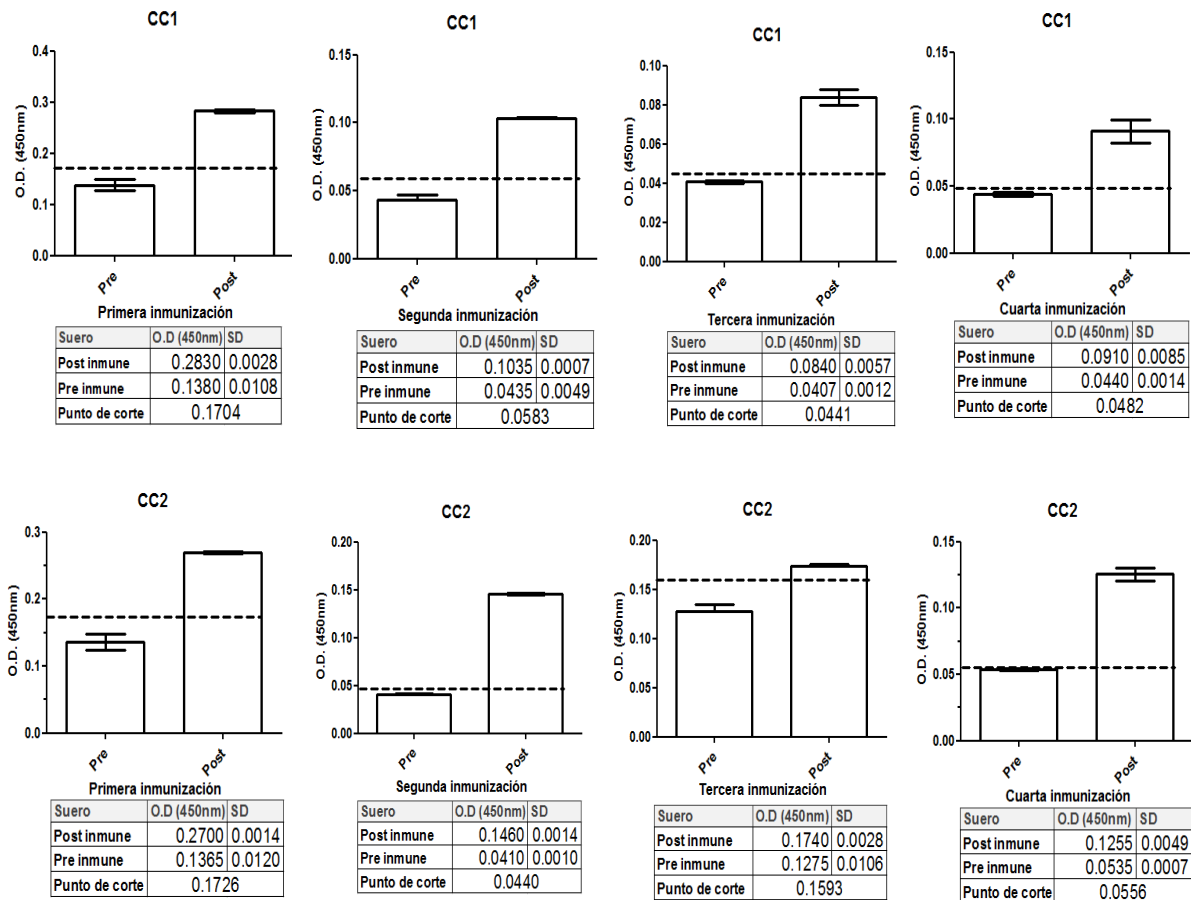 CC1
0.4
0.3
0.2
0.1
0.0
O.D. (450nm)
Pre
Post
Primera inmunización
Suero O.D (450nm) SD
Post inmune 0.2830 0.0028
Pre inmune 0.1380 0.0108
Punto de corte 0.1704
CC1
0.15
0.10
0.05
0.00
O.D. (450nm)
Pre
Post
Segunda inmunización
Suero O.D (450nm) SD
Post inmune 0.1035 0.0007
Pre inmune 0.0435 0.0049
Punto de corte 0.0583
CC1
0.10
0.08
0.06
0.04
0.02
0.00
O.D. (450nm)
Pre
Post
Tercera inmunización
Suero O.D (450nm) SD
Post inmune 0.0840 0.0057
Pre inmune 0.0407 0.0012
Punto de corte 0.0441
CC1
0.15
0.10
0.05
0.00
O.D. (450nm)
Pre
Post
Cuarta inmunización
Suero O.D (450nm) SD
Post inmune 0.0910 0.0085
Pre inmune 0.0440 0.0014
Punto de corte 0.0482
CC2
0.3
0.2
0.1
0.0
O.D. (450nm)
Pre
Post
Primera inmunización
Suero O.D (450nm) SD
Post inmune 0.2700 0.0014
Pre inmune 0.1365 0.0120
Punto de corte 0.1726
CC2
0.20
0.15
0.10
0.05
0.00
O.D. (450nm)
Pre
Post
Segunda inmunización
Suero O.D (450nm) SD
Post inmune 0.1460 0.0014
Pre inmune 0.0410 0.0010
Punto de corte 0.0440
CC2
0.20
0.15
0.10
0.05
0.00
O.D. (450nm)
Pre
Post
Tercera inmunización
Suero O.D (450nm) SD
Post inmune 0.1740 0.0028
Pre inmune 0.1275 0.0106
Punto de corte 0.1593
CC2
0.15
0.10
0.05
0.00
O.D. (450nm)
Pre
Post
Cuarta inmunización
Suero O.D (450nm) SD
Post inmune 0.1255 0.0049
Pre inmune 0.0535 0.0007
Punto de corte 0.0556